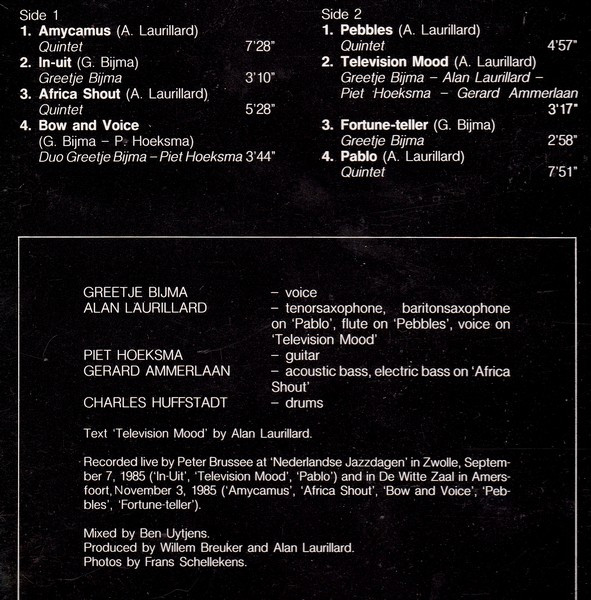 Side 1
1. Amycamus (A. Laurillard)
Quintet 7'28"
2. In-uit (G. Bijma)
Greetje Bijma 3'10"
3. Africa Shout (A. Laurillard)
Quintet 5'28"
4. Bow and Voice
(G. Bijma – P. Hoeksma)
Duo Greetje Bijma – Piet Hoeksma 3'44"
Side 2
1. Pebbles (A. Laurillard)
Quintet 4'57"
2. Television Mood (A. Laurillard)
Greetje Bijma – Alan Laurillard –
Piet Hoeksma – Gerard Ammerlaan
3'17"
3. Fortune-teller (G. Bijma)
Greetje Bijma 2'58"
4. Pablo (A. Laurillard)
Quintet 7'51"
GREETJE BIJMA – voice
ALAN LAURILLARD – tenorsaxophone, baritonsaxophone
on 'Pablo', flute on 'Pebbles', voice on
'Television Mood'
PIET HOEKSMA – guitar
GERARD AMMERLAAN – acoustic bass, electric bass on 'Africa
Shout'
CHARLES HUFFSTADT – drums
Text 'Television Mood' by Alan Laurillard.
Recorded live by Peter Brussee at 'Nederlandse Jazzdagen' in Zwolle, Septem-
ber 7, 1985 ('In-Uit', 'Television Mood', 'Pablo') and in De Witte Zaal in Amers-
foort, November 3, 1985 ('Amycamus', 'Africa Shout', 'Bow and Voice', 'Peb-
bles', 'Fortune-teller').
Mixed by Ben Uytjens.
Produced by Willem Breuker and Alan Laurillard.
Photos by Frans Schellekens.